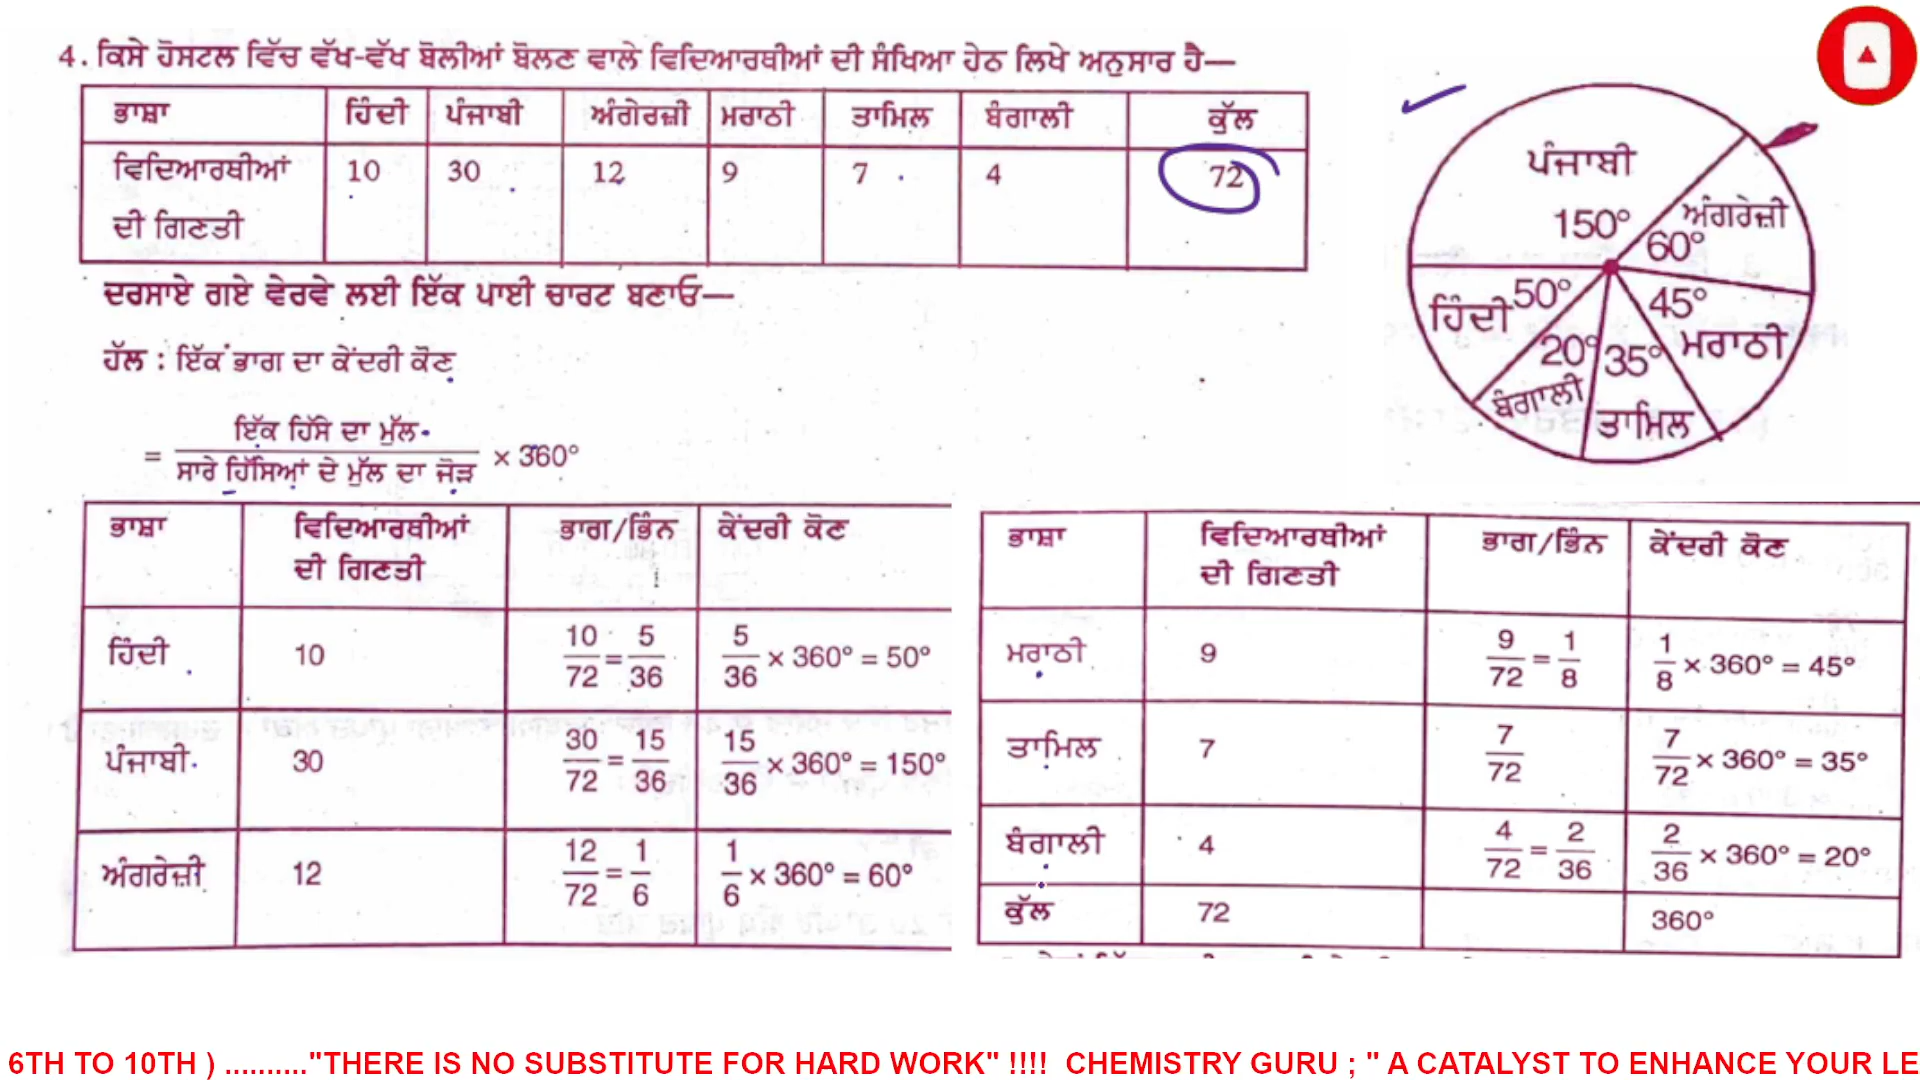 4. ਕਿਸੇ ਹੋਸਟਲ ਵਿੱਚ ਵੱਖ-ਵੱਖ ਬੋਲੀਆਂ ਬੋਲਣ ਵਾਲੇ ਵਿਦਿਆਰਥੀਆਂ ਦੀ ਸੰਖਿਆ ਹੇਠ ਲਿਖੇ ਅਨੁਸਾਰ ਹੈ—
ਭਾਸ਼ਾ ਹਿੰਦੀ ਪੰਜਾਬੀ ਅੰਗੇਰਜ਼ੀ ਮਰਾਠੀ ਤਾਮਿਲ ਬੰਗਾਲੀ ਕੁੱਲ
ਵਿਦਿਆਰਥੀਆਂ 10 30 12 9 7 4 72
ਦੀ ਗਿਣਤੀ
ਦਰਸਾਏ ਗਏ ਵੇਰਵੇ ਲਈ ਇੱਕ ਪਾਈ ਚਾਰਟ ਬਣਾਓ—
ਹੱਲ : ਇੱਕ ਭਾਗ ਦਾ ਕੇਂਦਰੀ ਕੋਣ
ਇੱਕ ਹਿੱਸੇ ਦਾ ਮੁੱਲ
= ਸਾਰੇ ਹਿੱਸਿਆਂ ਦੇ ਮੁੱਲ ਦਾ ਜੋੜ × 360°
ਪੰਜਾਬੀ
150°
ਅੰਗਰੇਜ਼ੀ
60°
ਹਿੰਦੀ 50°
45°
ਮਰਾਠੀ
20°
ਬੰਗਾਲੀ
35°
ਤਾਮਿਲ
ਭਾਸ਼ਾ ਵਿਦਿਆਰਥੀਆਂ ਭਾਗ/ਭਿੰਨ ਕੇਂਦਰੀ ਕੋਣ
ਦੀ ਗਿਣਤੀ
ਹਿੰਦੀ 10 10/72 = 5/36 5/36 × 360° = 50°
ਪੰਜਾਬੀ 30 30/72 = 15/36 15/36 × 360° = 150°
ਅੰਗਰੇਜ਼ੀ 12 12/72 = 1/6 1/6 × 360° = 60°
ਭਾਸ਼ਾ ਵਿਦਿਆਰਥੀਆਂ ਭਾਗ/ਭਿੰਨ ਕੇਂਦਰੀ ਕੋਣ
ਦੀ ਗਿਣਤੀ
ਮਰਾਠੀ 9 9/72 = 1/8 1/8 × 360° = 45°
ਤਾਮਿਲ 7 7/72 7/72 × 360° = 35°
ਬੰਗਾਲੀ 4 4/72 = 2/36 2/36 × 360° = 20°
ਕੁੱਲ 72 360°
6TH TO 10TH ) .........."THERE IS NO SUBSTITUTE FOR HARD WORK" !!!! CHEMISTRY GURU ; " A CATALYST TO ENHANCE YOUR LE